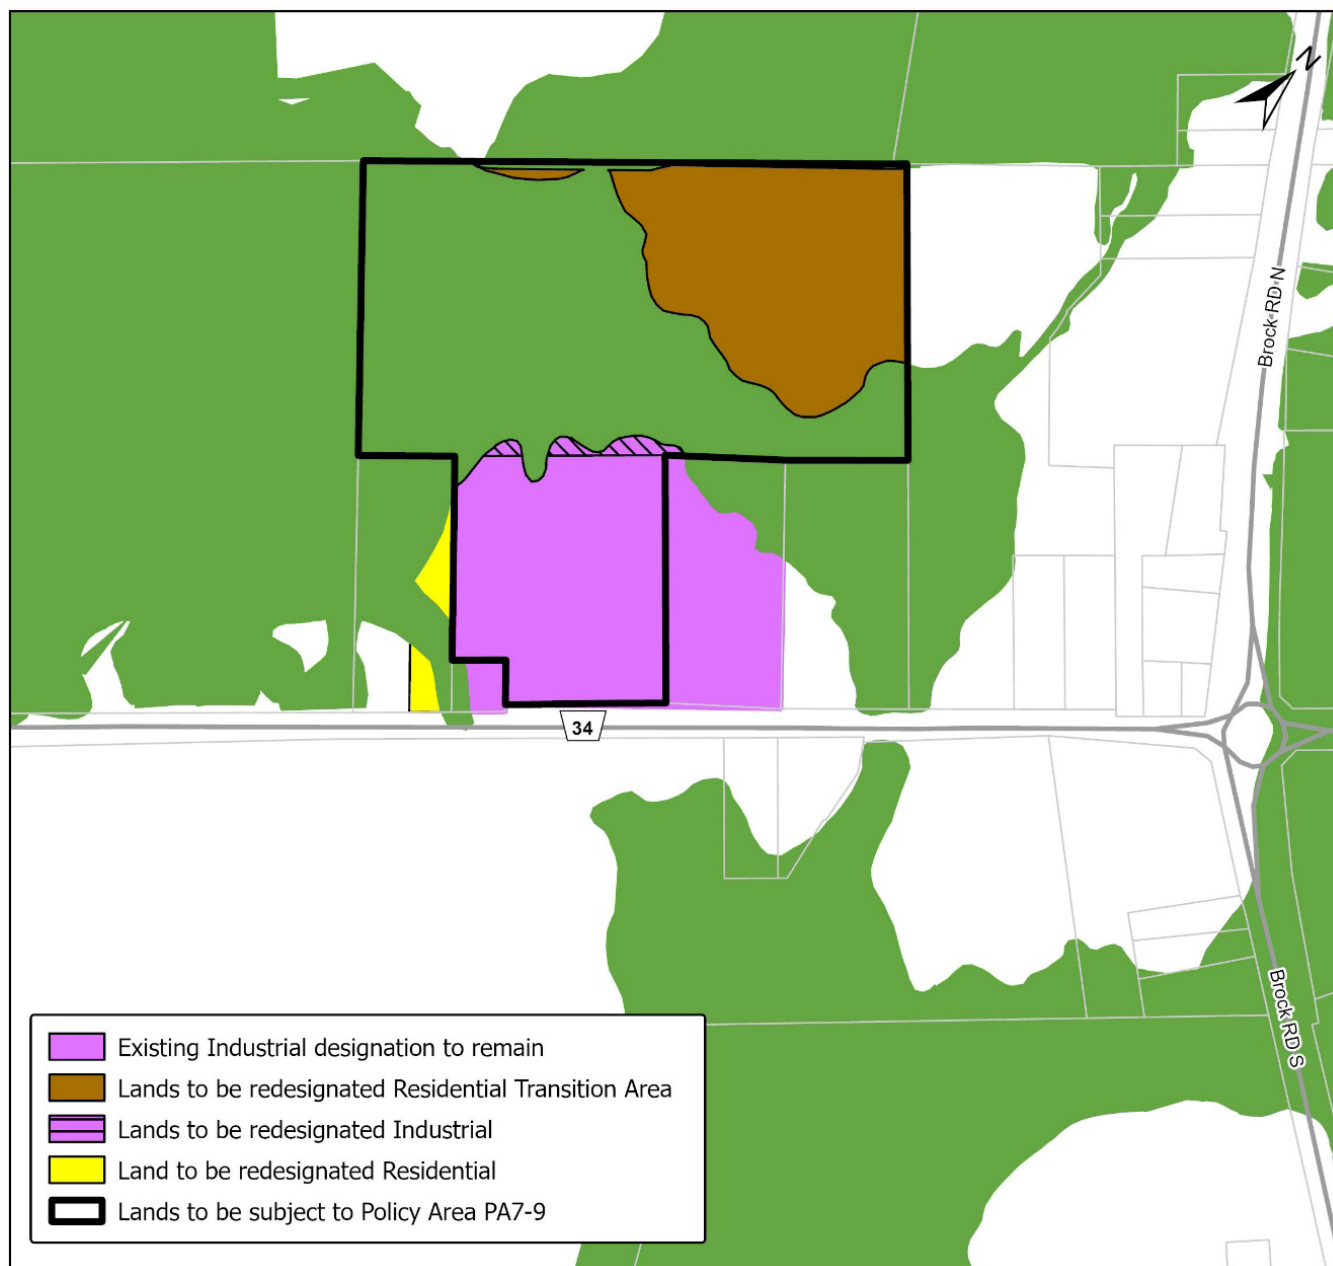 N
Brock RD N
34
Brock RD S
Existing Industrial designation to remain
Lands to be redesignated Residential Transition Area
Lands to be redesignated Industrial
Land to be redesignated Residential
Lands to be subject to Policy Area PA7-9